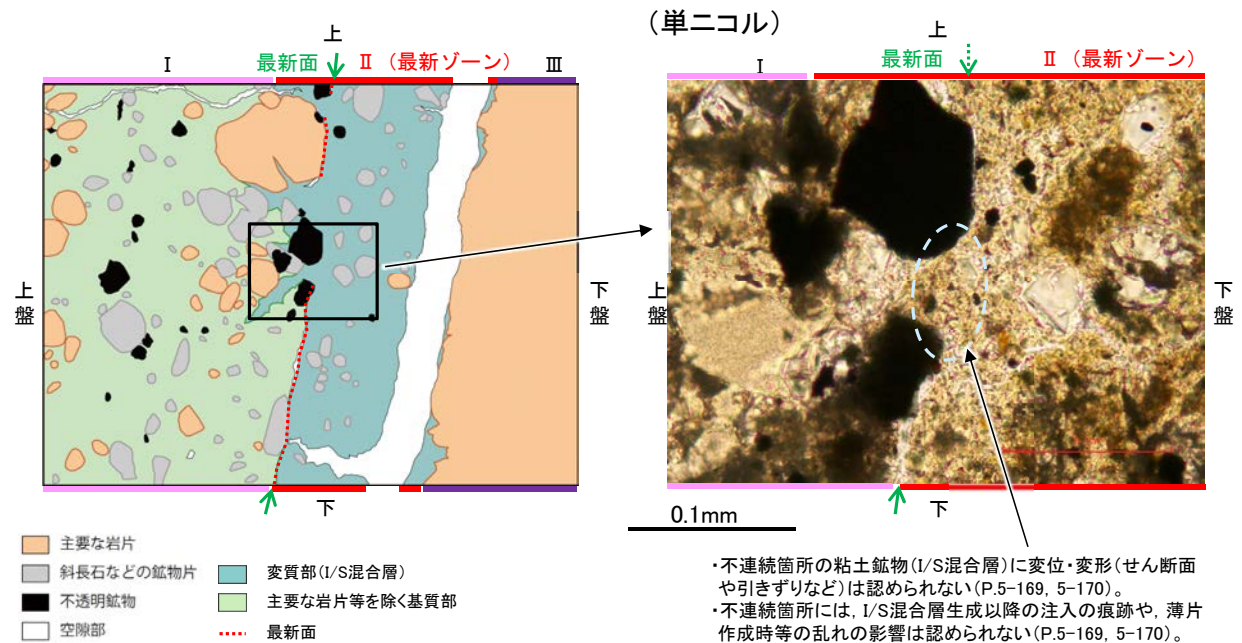 (単ニコル)
上
Ⅰ
最新面
Ⅱ (最新ゾーン)
Ⅲ
上盤
下盤
下
上
最新面
Ⅰ
Ⅱ (最新ゾーン)
上盤
下盤
下
0.1mm
主要な岩片
斜長石などの鉱物片
不透明鉱物
空隙部
変質部(I/S混合層)
主要な岩片等を除く基質部
最新面
・不連続箇所の粘土鉱物(I/S混合層)に変位・変形(せん断面
や引きずりなど)は認められない(P.5-169, 5-170)。
・不連続箇所には, I/S混合層生成以降の注入の痕跡や, 薄片
作成時等の乱れの影響は認められない(P.5-169, 5-170)。